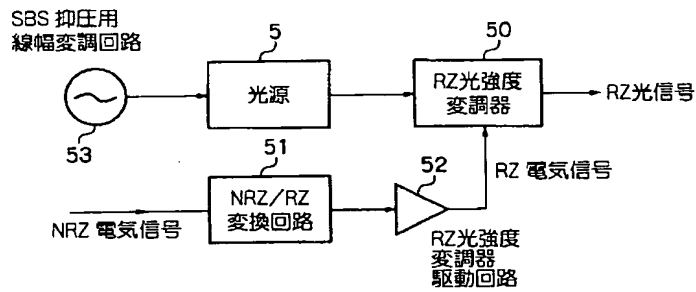 SBS 抑圧用
線幅変調回路
5
50
光源
RZ光強度
変調器
RZ光信号
53
51
52
RZ 電気信号
NRZ/RZ
変換回路
NRZ 電気信号
RZ光強度
変調器
駆動回路